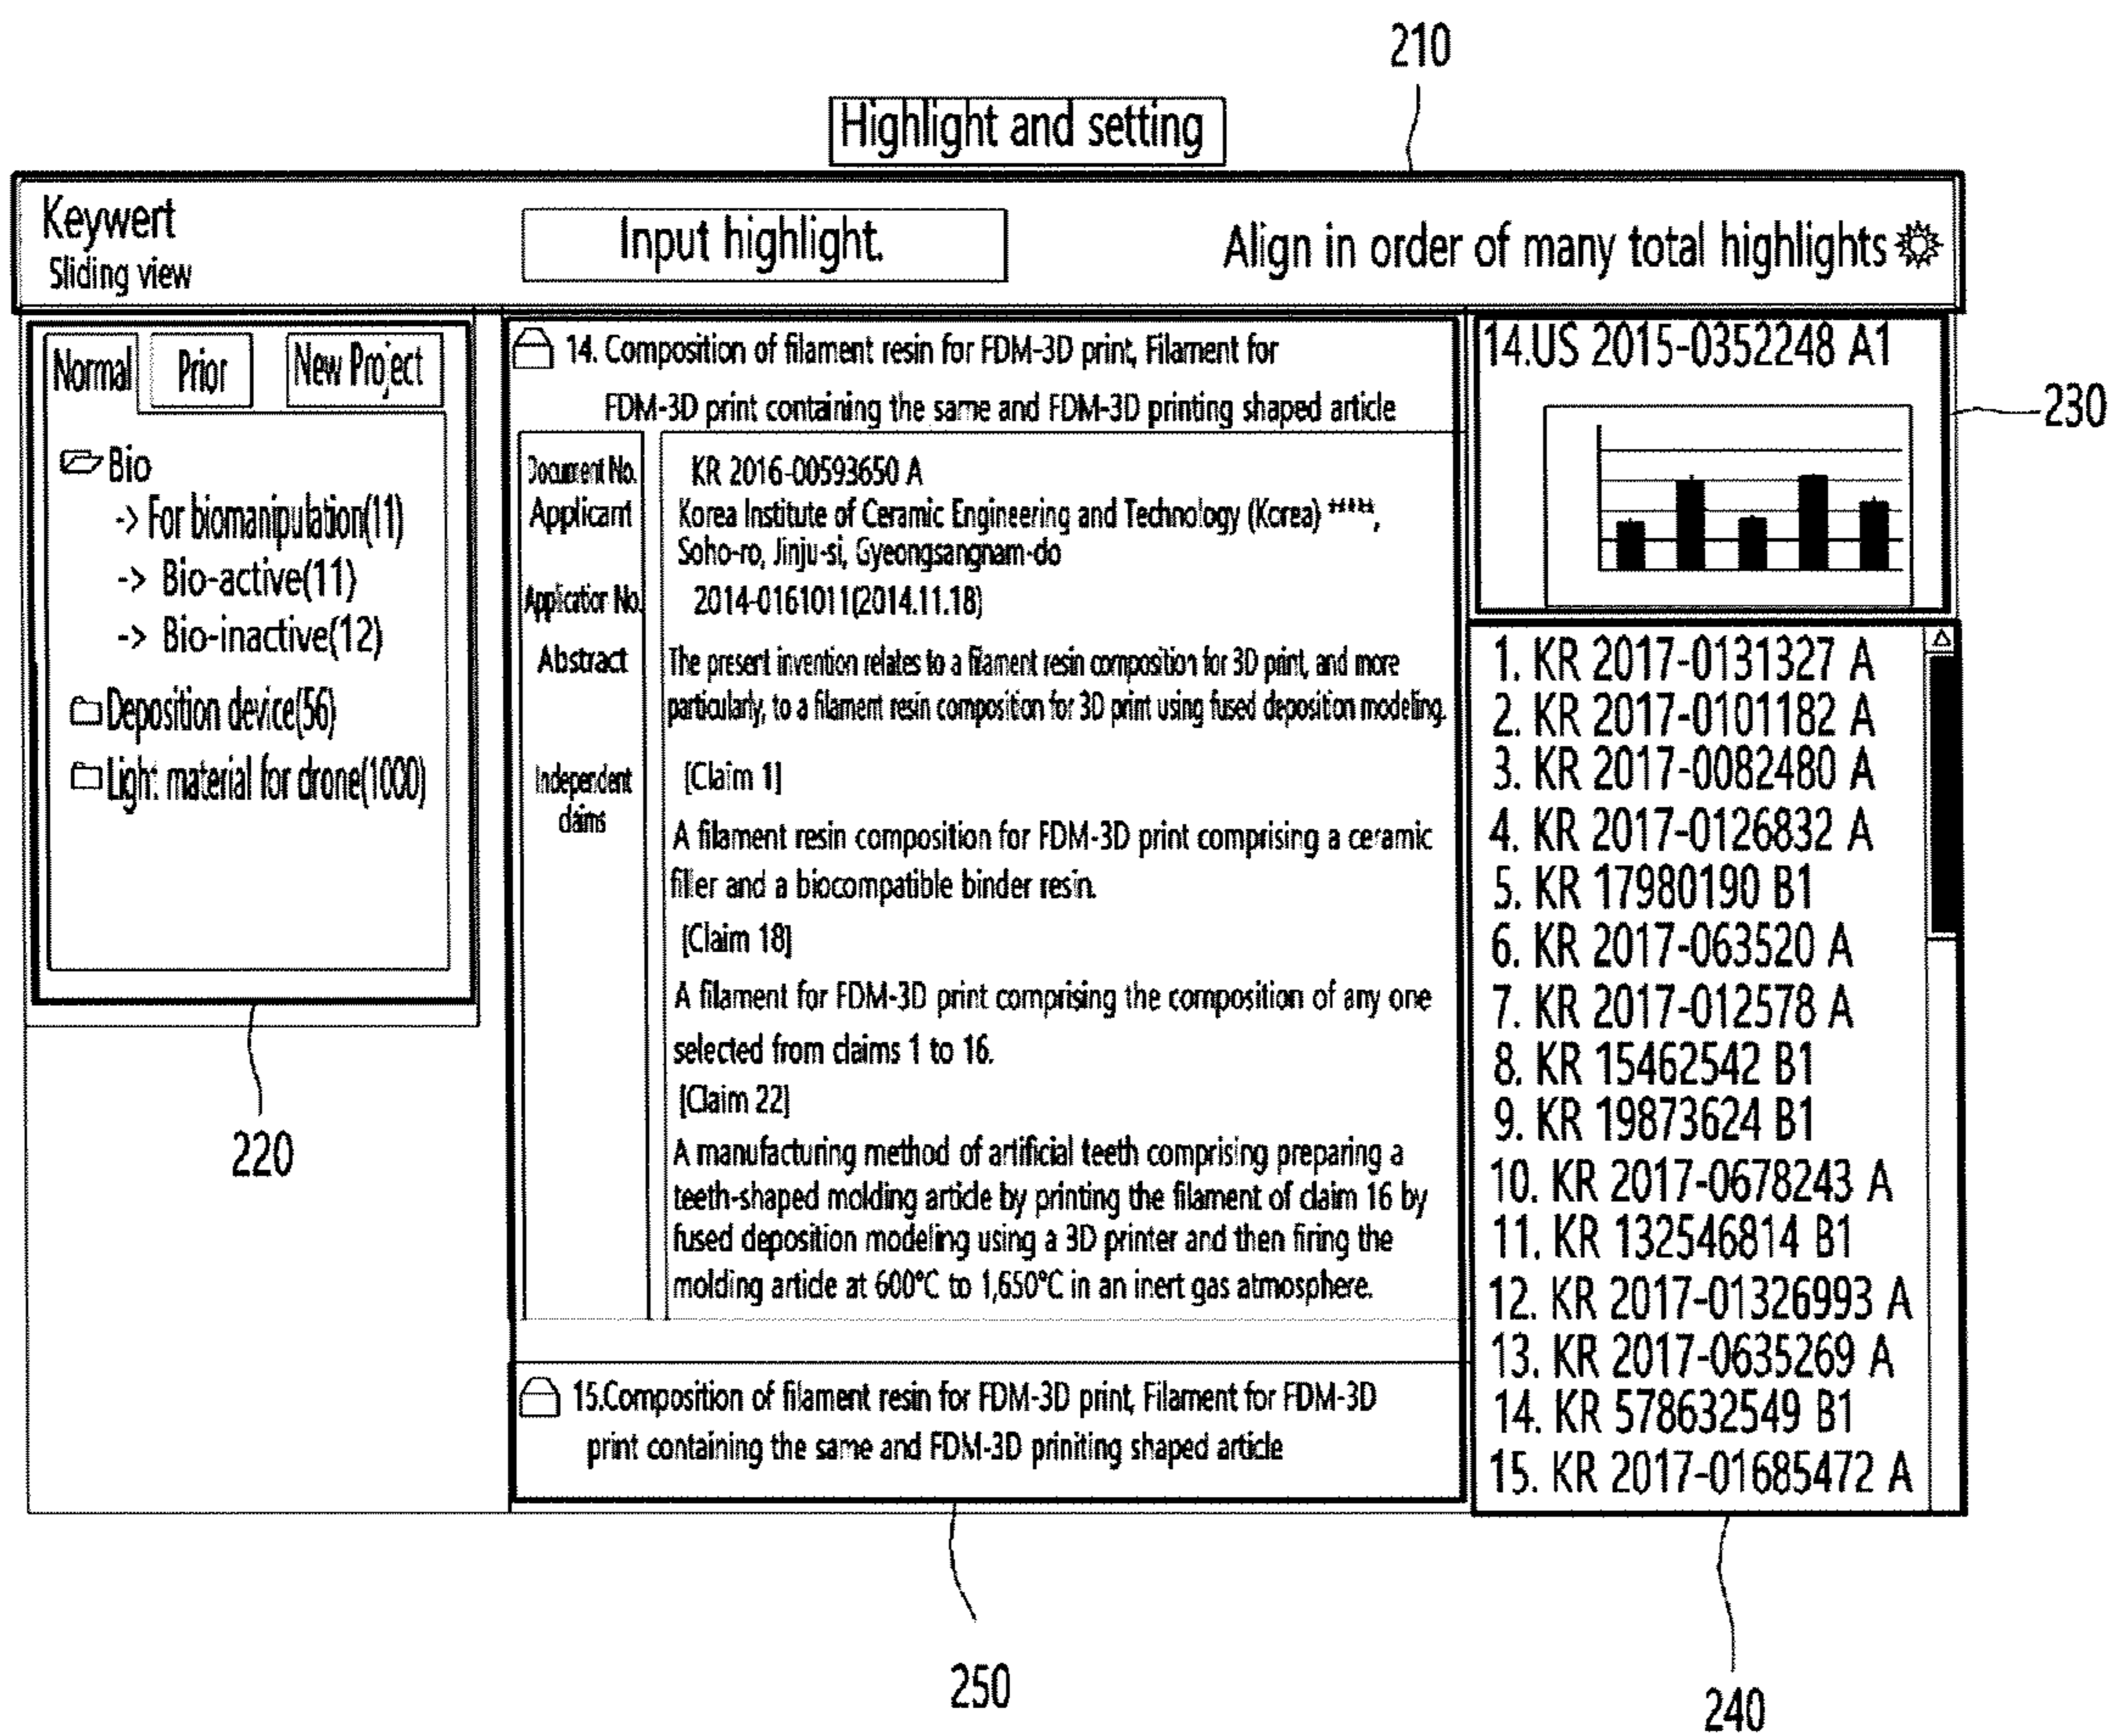 210
Highlight and setting
Keywert
Sliding view
Input highlight.
Align in order of many total highlights
Normal
Prior
New Project
Bio
-> For biomanipulation(11)
-> Bio-active(11)
-> Bio-inactive(12)
Deposition device(56)
Light material for drone(1000)
220
14. Composition of filament resin for FDM-3D print, Filament for
FDM-3D print containing the same and FDM-3D printing shaped article
Document No.
KR 2016-00593650 A
Applicant
Korea Institute of Ceramic Engineering and Technology (Korea) *****,
Soho-ro, Jinju-si, Gyeongsangnam-do
Application No.
2014-0161011(2014.11.18)
Abstract
The present invention relates to a filament resin composition for 3D print, and more
particularly, to a filament resin composition for 3D print using fused deposition modeling.
Independent
claims
[Claim 1]
A filament resin composition for FDM-3D print comprising a ceramic
filler and a biocompatible binder resin.
[Claim 18]
A filament for FDM-3D print comprising the composition of any one
selected from claims 1 to 16.
[Claim 22]
A manufacturing method of artificial teeth comprising preparing a
teeth-shaped molding article by printing the filament of claim 16 by
fused deposition modeling using a 3D printer and then firing the
molding article at 600°C to 1,650°C in an inert gas atmosphere.
15.Composition of filament resin for FDM-3D print, Filament for FDM-3D
print containing the same and FDM-3D priniting shaped article
250
14.US 2015-0352248 A1
230
1. KR 2017-0131327 A
2. KR 2017-0101182 A
3. KR 2017-0082480 A
4. KR 2017-0126832 A
5. KR 17980190 B1
6. KR 2017-063520 A
7. KR 2017-012578 A
8. KR 15462542 B1
9. KR 19873624 B1
10. KR 2017-0678243 A
11. KR 132546814 B1
12. KR 2017-01326993 A
13. KR 2017-0635269 A
14. KR 578632549 B1
15. KR 2017-01685472 A
240